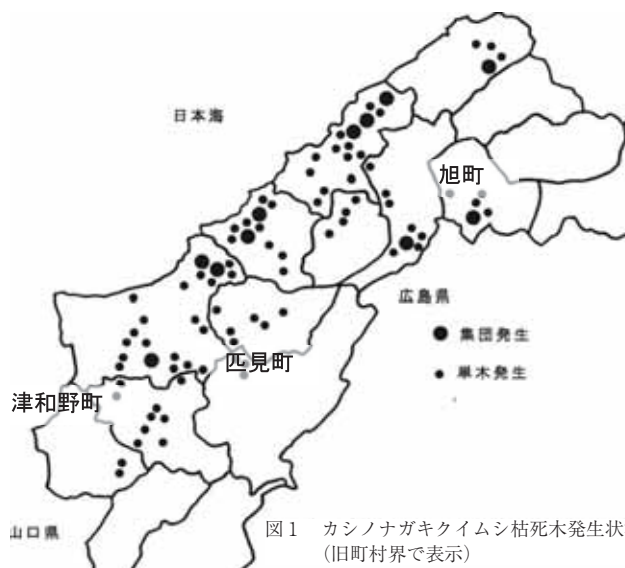 日本海
旭町
広島県
集団発生
単木発生
匹見町
津和野町
山口県
図1 カシノナガキクイムシ枯死木発生状
(旧町村界で表示)